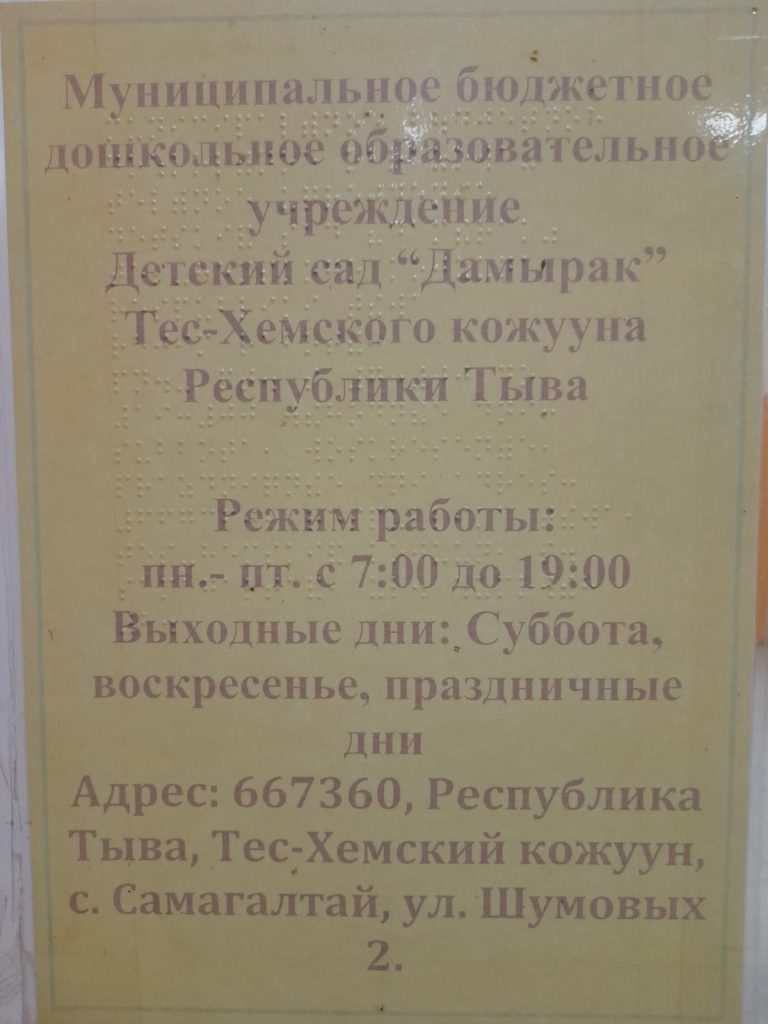 Муниципальное бюджетное
дошкольное образовательное
учреждение
Детский сад “Дамырак”
Тес-Хемского кожууна
Республики Тыва
Режим работы:
пн.- пт. с 7:00 до 19:00
Выходные дни: Суббота,
воскресенье, праздничные
дни
Адрес: 667360, Республика
Тыва, Тес-Хемский кожуун,
с. Самагалтай, ул. Шумовых
2.